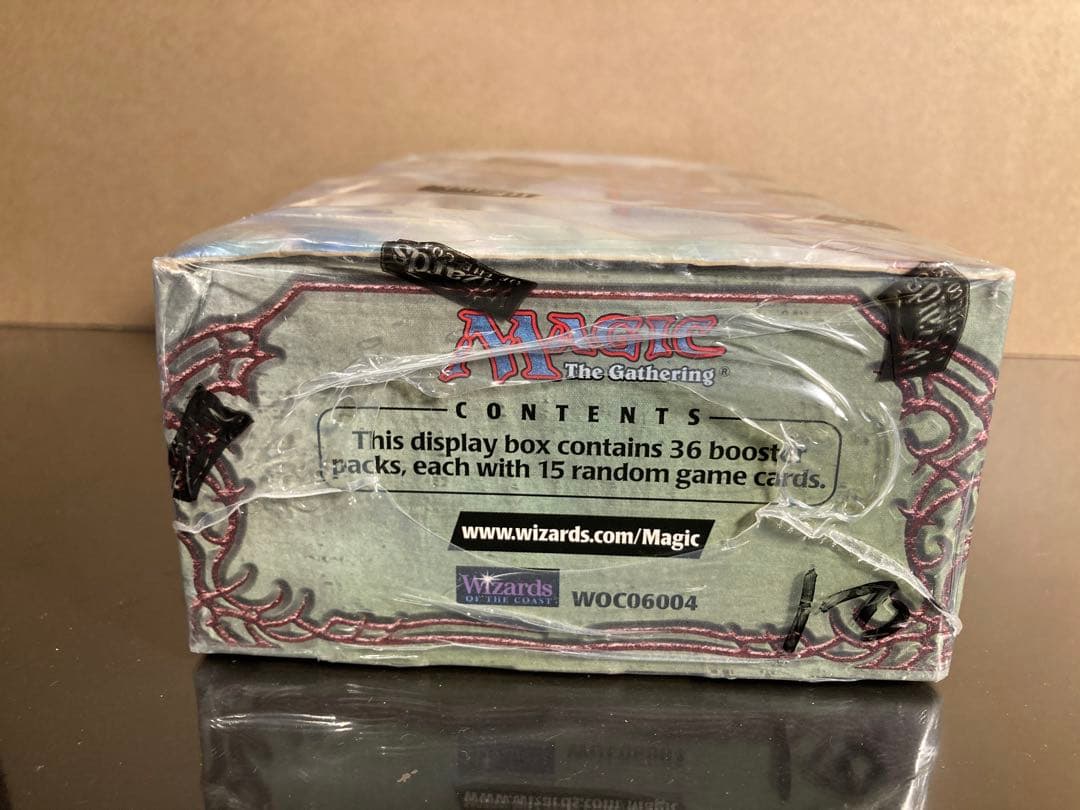 Wizards
MAGIC
The Gathering®
CONTENTS
This display box contains 36 booster
packs, each with 15 random game cards.
www.wizards.com/Magic
Wizards
OF THE COAST
WOC06004